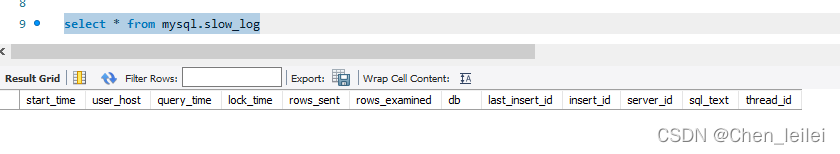 8
9 select * from mysql.slow_log
Result Grid Filter Rows: Export: Wrap Cell Content:
start_time user_host query_time lock_time rows_sent rows_examined db last_insert_id insert_id server_id sql_text thread_id
CSDN @Chen_leilei